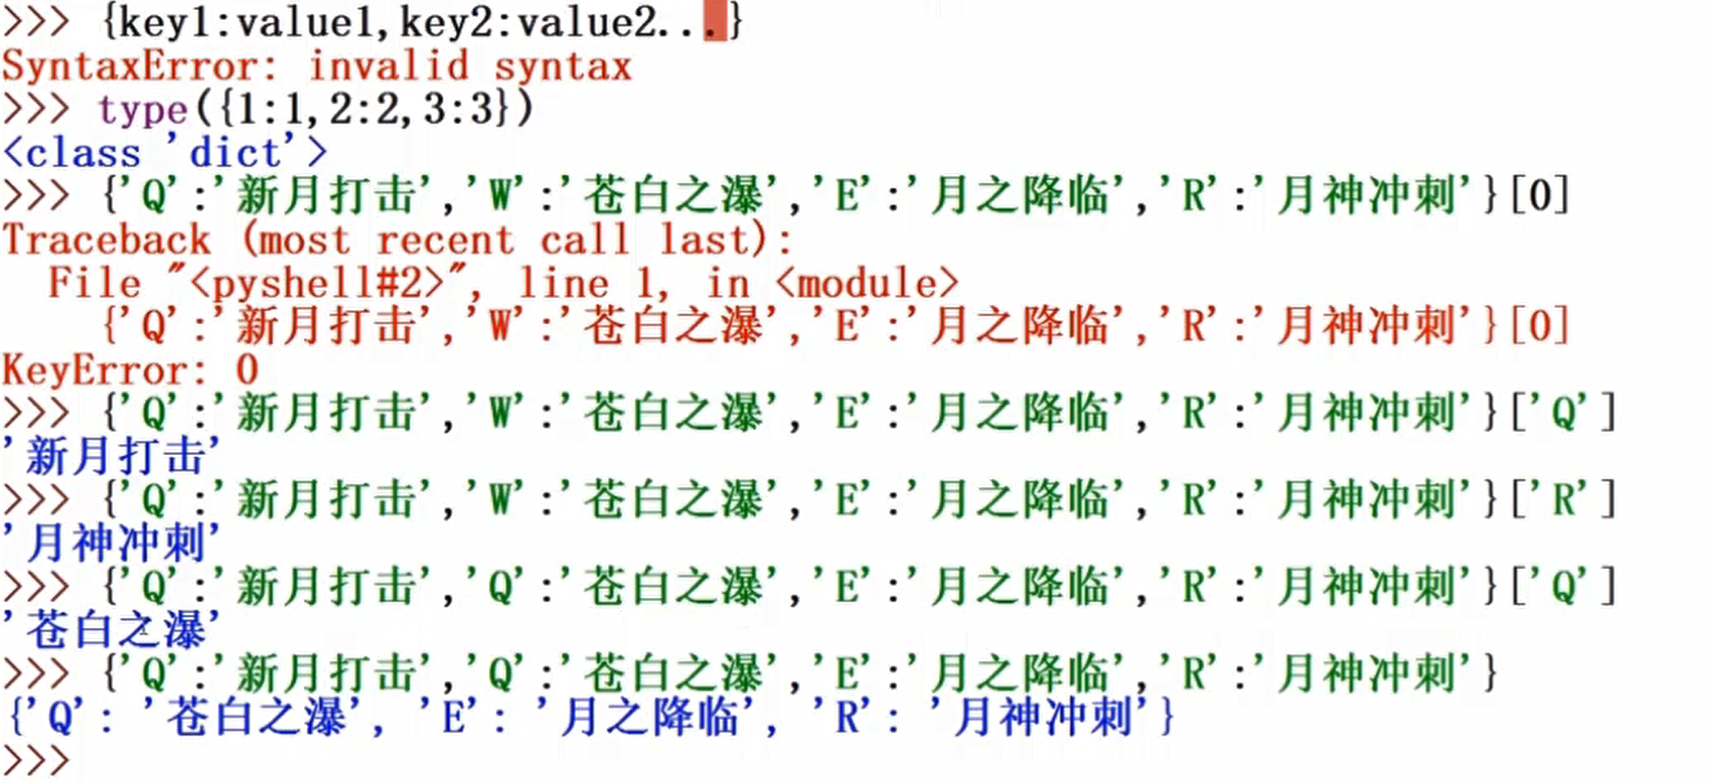 >>> {key1:value1,key2:value2...}
SyntaxError: invalid syntax
>>> type({1:1,2:2,3:3})
<class 'dict'>
>>> {'Q':'新月打击','W':'苍白之瀑','E':'月之降临','R':'月神冲刺'}[0]
Traceback (most recent call last):
  File "<pyshell#2>", line 1, in <module>
    {'Q':'新月打击','W':'苍白之瀑','E':'月之降临','R':'月神冲刺'}[0]
KeyError: 0
>>> {'Q':'新月打击','W':'苍白之瀑','E':'月之降临','R':'月神冲刺'}['Q']
'新月打击'
>>> {'Q':'新月打击','W':'苍白之瀑','E':'月之降临','R':'月神冲刺'}['R']
'月神冲刺'
>>> {'Q':'新月打击','Q':'苍白之瀑','E':'月之降临','R':'月神冲刺'}['Q']
'苍白之瀑'
>>> {'Q':'新月打击','Q':'苍白之瀑','E':'月之降临','R':'月神冲刺'}
{'Q': '苍白之瀑', 'E': '月之降临', 'R': '月神冲刺'}
>>>